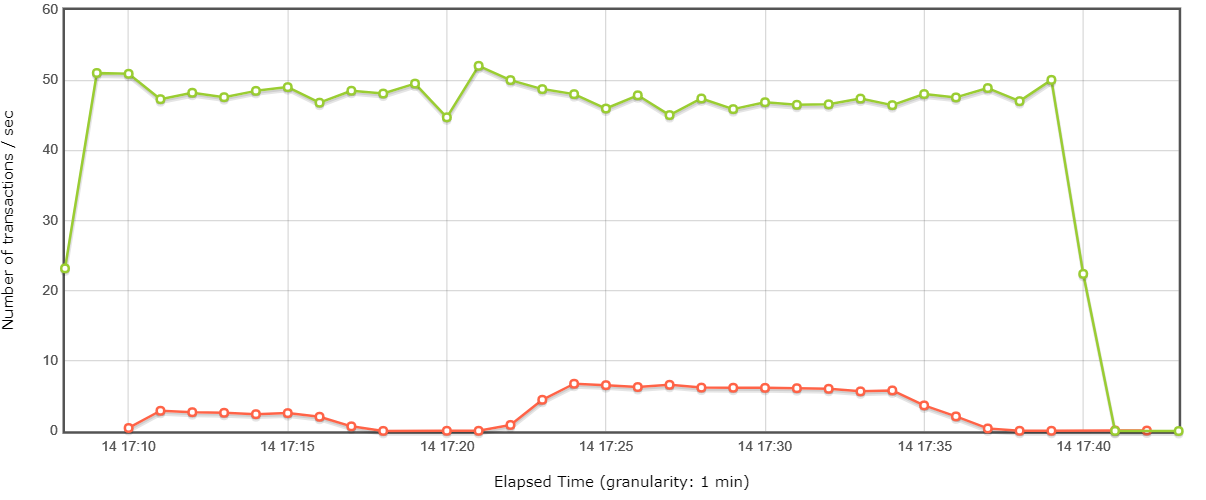 60
50
40
30
20
10
0
Number of transactions / sec
14 17:10 14 17:15 14 17:20 14 17:25 14 17:30 14 17:35 14 17:40
Elapsed Time (granularity: 1 min)